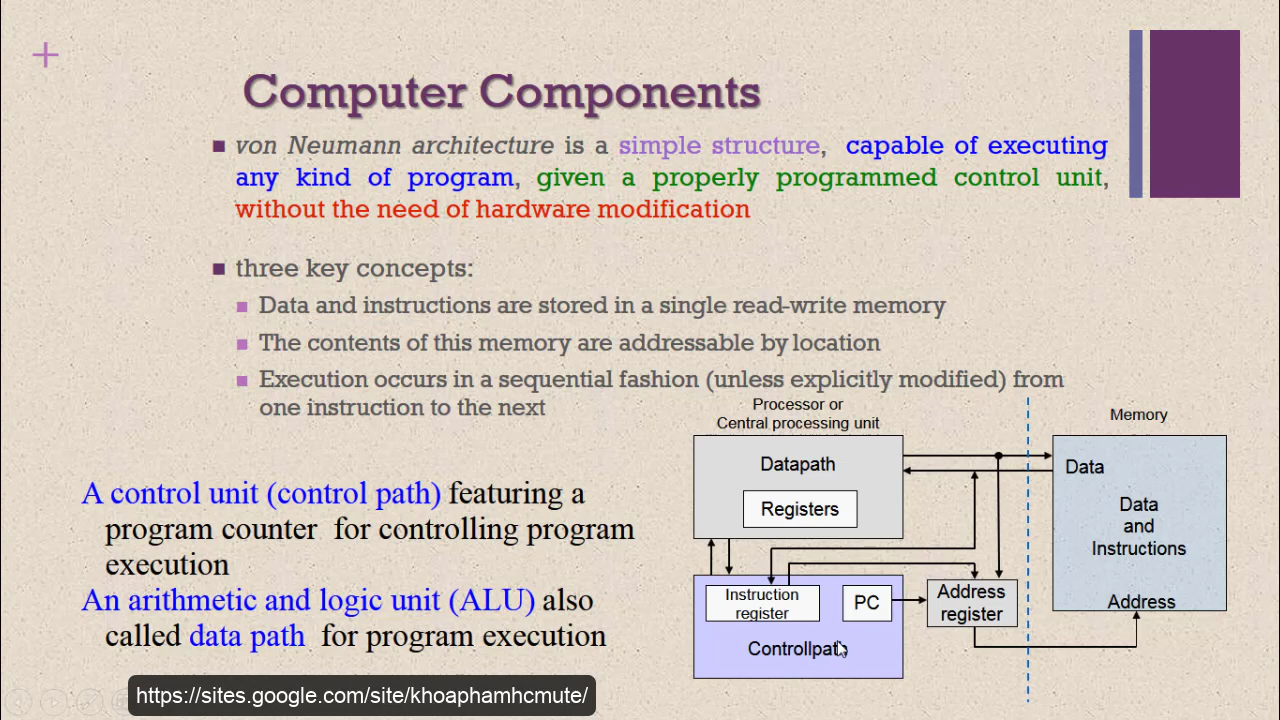 Computer Components
von Neumann architecture is a simple structure, capable of executing
any kind of program, given a properly programmed control unit,
without the need of hardware modification
three key concepts:
Data and instructions are stored in a single read-write memory
The contents of this memory are addressable by location
Execution occurs in a sequential fashion (unless explicitly modified) from
one instruction to the next
A control unit (control path) featuring a
program counter for controlling program
execution
An arithmetic and logic unit (ALU) also
called data path for program execution
Processor or
Central processing unit
Datapath
Registers
Instruction
register
PC
Controllpath
Address
register
Memory
Data
Data
and
Instructions
Address
https://sites.google.com/site/khoaphamhcmute/